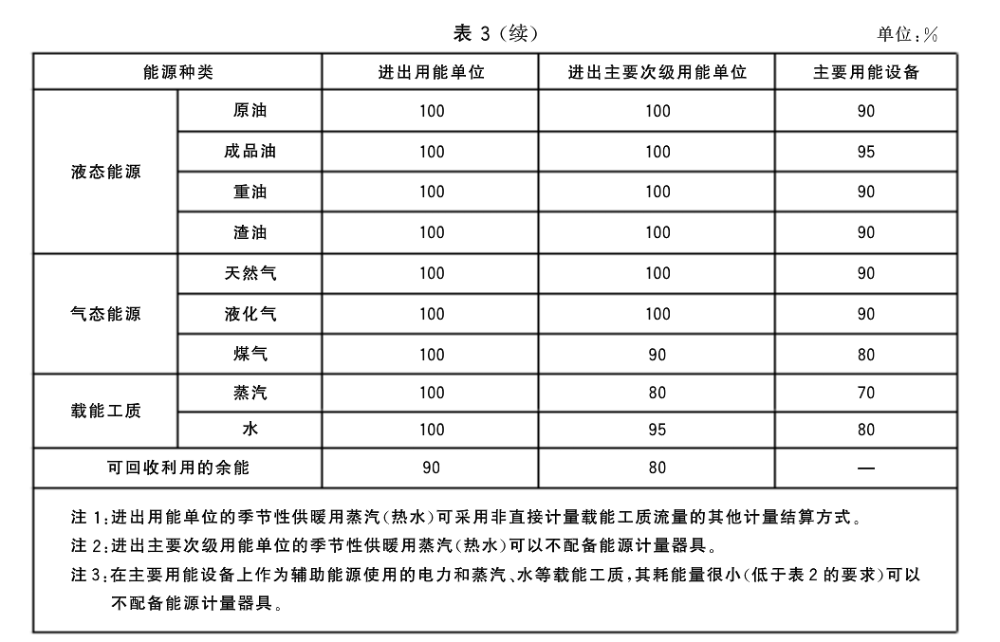 表 3（续）
单位：%
能源种类 进出用能单位 进出主要次级用能单位 主要用能设备
液态能源 原油 100 100 90
成品油 100 100 95
重油 100 100 90
渣油 100 100 90
气态能源 天然气 100 100 90
液化气 100 100 90
煤气 100 90 80
载能工质 蒸汽 100 80 70
水 100 95 80
可回收利用的余能 90 80 —
注 1：进出用能单位的季节性供暖用蒸汽（热水）可采用非直接计量载能工质流量的其他计量结算方式。
注 2：进出主要次级用能单位的季节性供暖用蒸汽（热水）可以不配备能源计量器具。
注 3：在主要用能设备上作为辅助能源使用的电力和蒸汽、水等载能工质，其耗能量很小（低于表 2 的要求）可以
不配备能源计量器具。